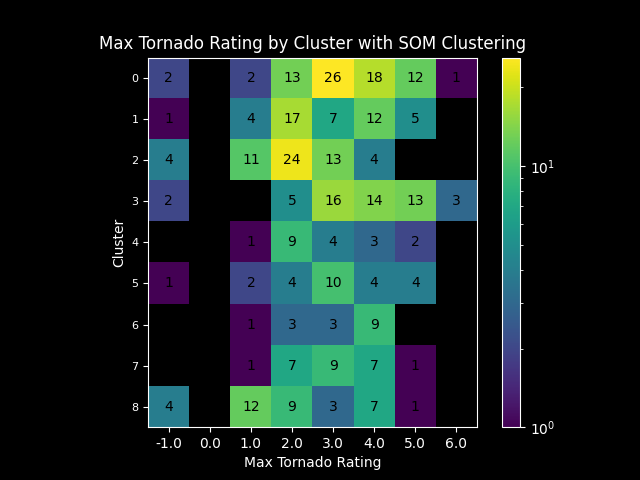 Max Tornado Rating by Cluster with SOM Clustering
0 2 2 13 26 18 12 1
1 1 4 17 7 12 5
2 4 11 24 13 4
3 2 5 16 14 13 3
4 1 9 4 3 2
5 1 2 4 10 4 4
6 1 3 3 9
7 1 7 9 7 1
8 4 12 9 3 7 1
-1.0 0.0 1.0 2.0 3.0 4.0 5.0 6.0
Max Tornado Rating
Cluster
10¹
10⁰